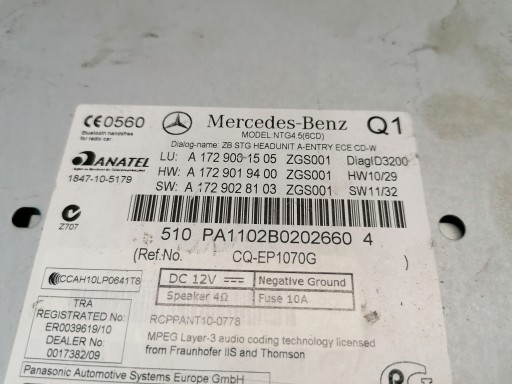 CE0560
Bluetooth handsfree
for radio car
Mercedes-Benz
Q1
MODEL:NTG4.5(6CD)
Dialog-name: ZB STG HEADUNIT A-ENTRY ECE CD-W
ANATEL
1847-10-5179
LU: A 172 900 15 05 ZGS001 DiagID3200
HW: A 172 901 94 00 ZGS001 HW10/29
SW: A 172 902 81 03 ZGS001 SW11/32
Z707
510 PA1102B0202660 4
(Ref.No. CQ-EP1070G )
CCAH10LP0641T8
DC 12V Negative Ground
Speaker 4Ω Fuse 10A
TRA
REGISTRATED No:
ER0039619/10
DEALER No:
0017382/09
RCPPANT10-0778
MPEG Layer-3 audio coding technology licensed
from Fraunhofer IIS and Thomson
Panasonic Automotive Systems Europe GmbH